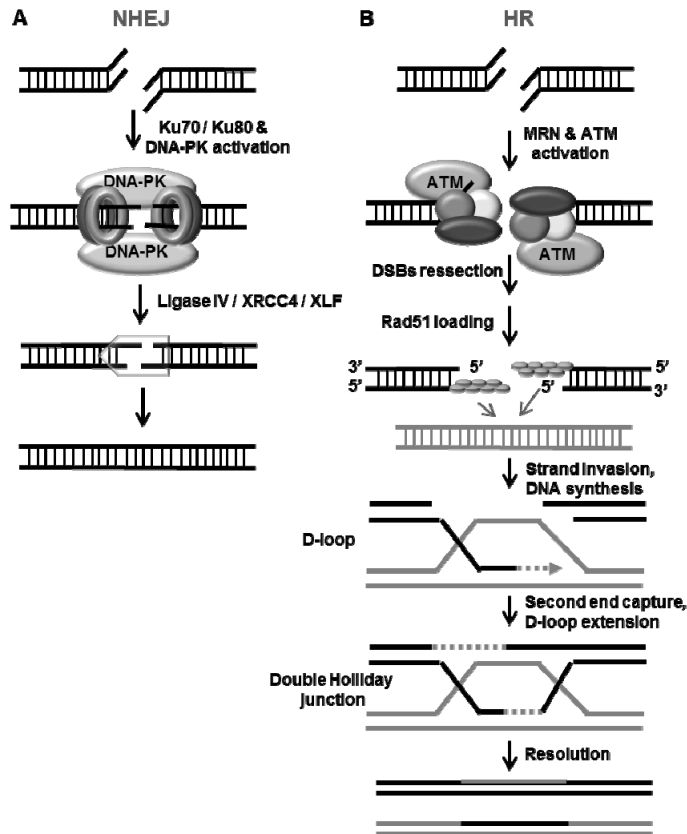 A
NHEJ
Ku70 / Ku80 &
DNA-PK activation
DNA-PK
DNA-PK
Ligase IV / XRCC4 / XLF
B
HR
MRN & ATM
activation
ATM
ATM
DSBs ressection
Rad51 loading
3' 5' 5'
5' 5' 3'
Strand invasion,
DNA synthesis
D-loop
Second end capture,
D-loop extension
Double Holliday
junction
Resolution